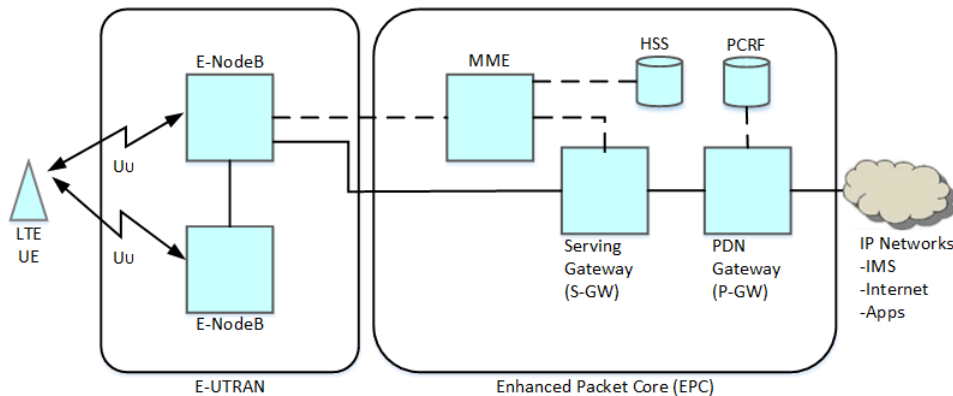 E-NodeB
MME
HSS
PCRF
Uu
LTE
UE
Uu
E-NodeB
Serving
Gateway
(S-GW)
PDN
Gateway
(P-GW)
IP Networks
-IMS
-Internet
-Apps
E-UTRAN
Enhanced Packet Core (EPC)